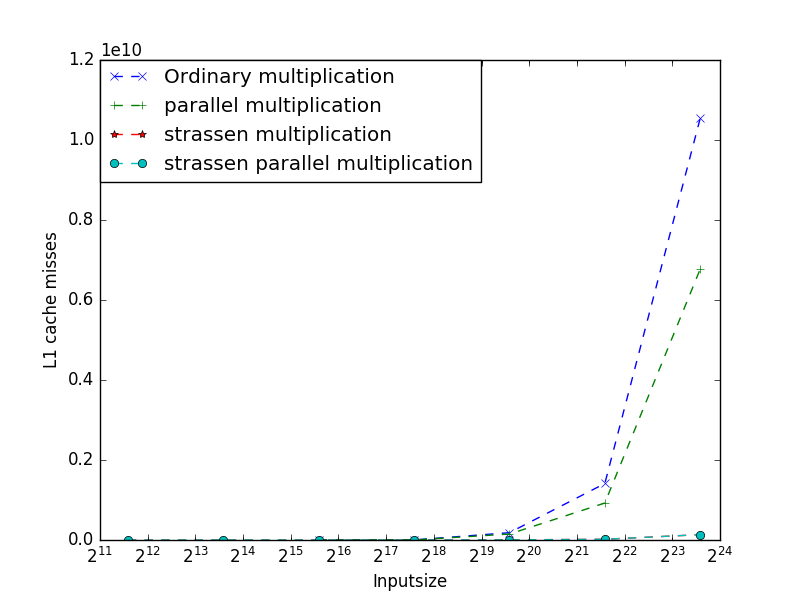 1e10
1.2
1.0
0.8
0.6
0.4
0.2
0.0
L1 cache misses
Ordinary multiplication
parallel multiplication
strassen multiplication
strassen parallel multiplication
2^11 2^12 2^13 2^14 2^15 2^16 2^17 2^18 2^19 2^20 2^21 2^22 2^23 2^24
Inputsize